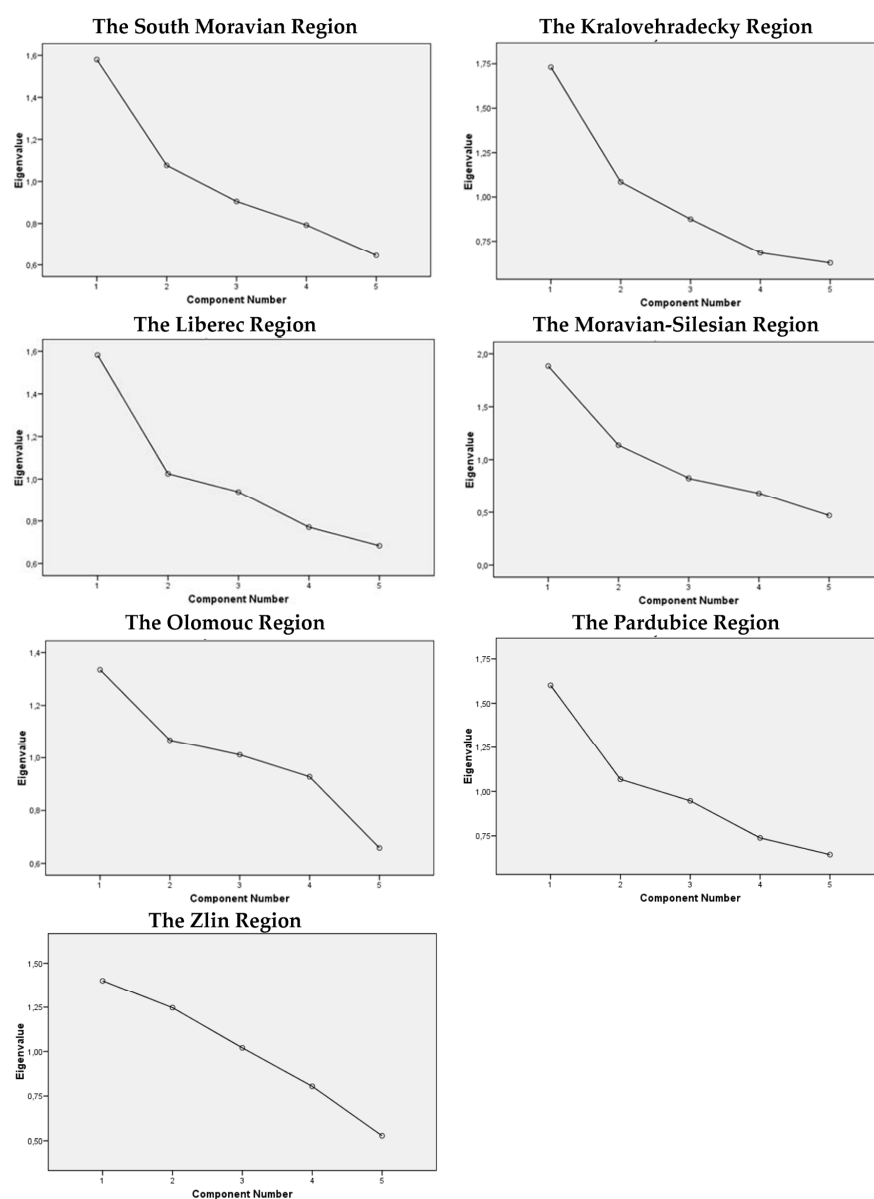 The South Moravian Region
1,6
1,4
1,2
1,0
0,8
0,6
Eigenvalue
1 2 3 4 5
Component Number
The Kralovehradecky Region
1,75
1,50
1,25
1,00
0,75
Eigenvalue
1 2 3 4 5
Component Number
The Liberec Region
1,6
1,4
1,2
1,0
0,8
0,6
Eigenvalue
1 2 3 4 5
Component Number
The Moravian-Silesian Region
2,0
1,5
1,0
0,5
0,0
Eigenvalue
1 2 3 4 5
Component Number
The Olomouc Region
1,4
1,2
1,0
0,8
0,6
Eigenvalue
1 2 3 4 5
Component Number
The Pardubice Region
1,75
1,50
1,25
1,00
0,75
Eigenvalue
1 2 3 4 5
Component Number
The Zlin Region
1,50
1,25
1,00
0,75
0,50
Eigenvalue
1 2 3 4 5
Component Number